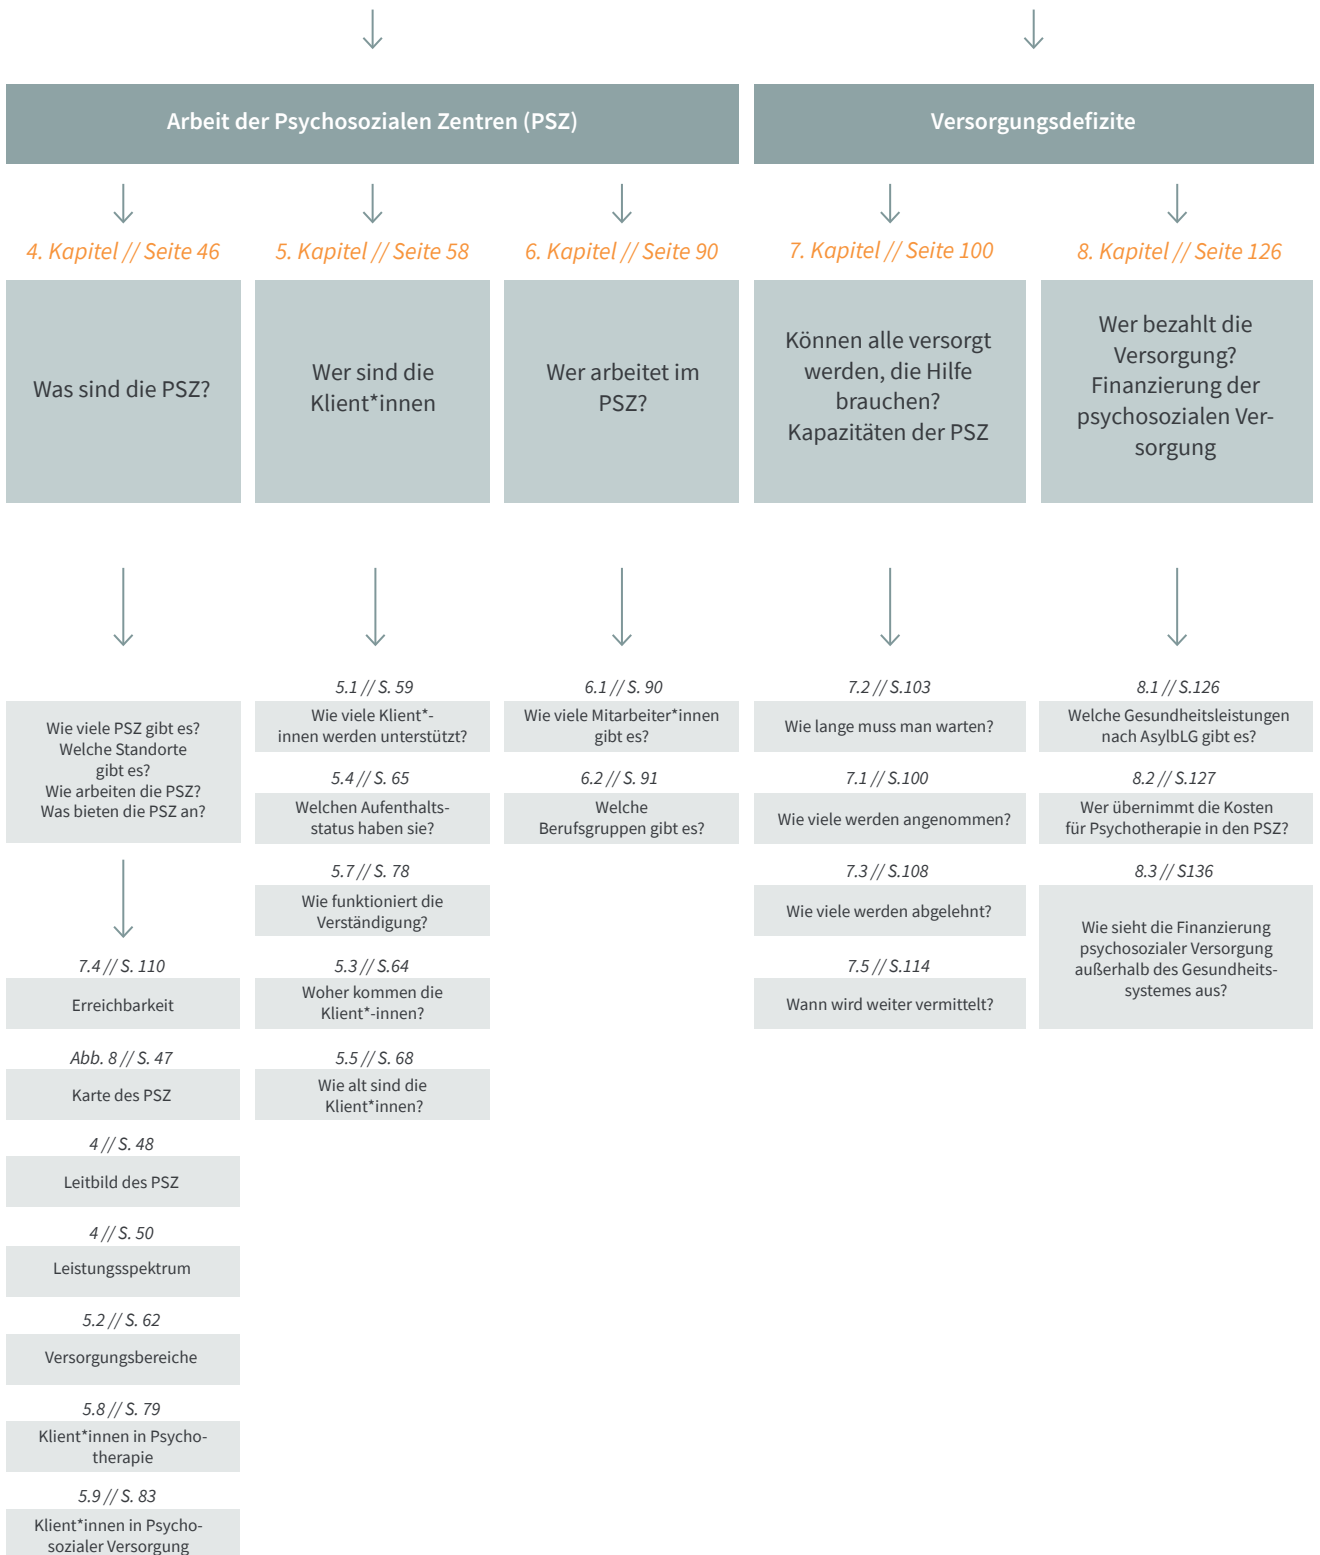 Arbeit der Psychosozialen Zentren (PSZ)
Versorgungsdefizite
4. Kapitel // Seite 46
5. Kapitel // Seite 58
6. Kapitel // Seite 90
7. Kapitel // Seite 100
8. Kapitel // Seite 126
Was sind die PSZ?
Wer sind die
Klient*innen
Wer arbeitet im
PSZ?
Können alle versorgt
werden, die Hilfe
brauchen?
Kapazitäten der PSZ
Wer bezahlt die
Versorgung?
Finanzierung der
psychosozialen Ver-
sorgung
Wie viele PSZ gibt es?
Welche Standorte
gibt es?
Wie arbeiten die PSZ?
Was bieten die PSZ an?
7.4 // S. 110
Erreichbarkeit
Abb. 8 // S. 47
Karte des PSZ
4 // S. 48
Leitbild des PSZ
4 // S. 50
Leistungsspektrum
5.2 // S. 62
Versorgungsbereiche
5.8 // S. 79
Klient*innen in Psycho-
therapie
5.9 // S. 83
Klient*innen in Psycho-
sozialer Versorgung
5.1 // S. 59
Wie viele Klient*-
innen werden unterstützt?
5.4 // S. 65
Welchen Aufenthalts-
status haben sie?
5.7 // S. 78
Wie funktioniert die
Verständigung?
5.3 // S.64
Woher kommen die
Klient*-innen?
5.5 // S. 68
Wie alt sind die
Klient*innen?
6.1 // S. 90
Wie viele Mitarbeiter*innen
gibt es?
6.2 // S. 91
Welche
Berufsgruppen gibt es?
7.2 // S.103
Wie lange muss man warten?
7.1 // S.100
Wie viele werden angenommen?
7.3 // S.108
Wie viele werden abgelehnt?
7.5 // S.114
Wann wird weiter vermittelt?
8.1 // S.126
Welche Gesundheitsleistungen
nach AsylbLG gibt es?
8.2 // S.127
Wer übernimmt die Kosten
für Psychotherapie in den PSZ?
8.3 // S136
Wie sieht die Finanzierung
psychosozialer Versorgung
außerhalb des Gesundheits-
systemes aus?